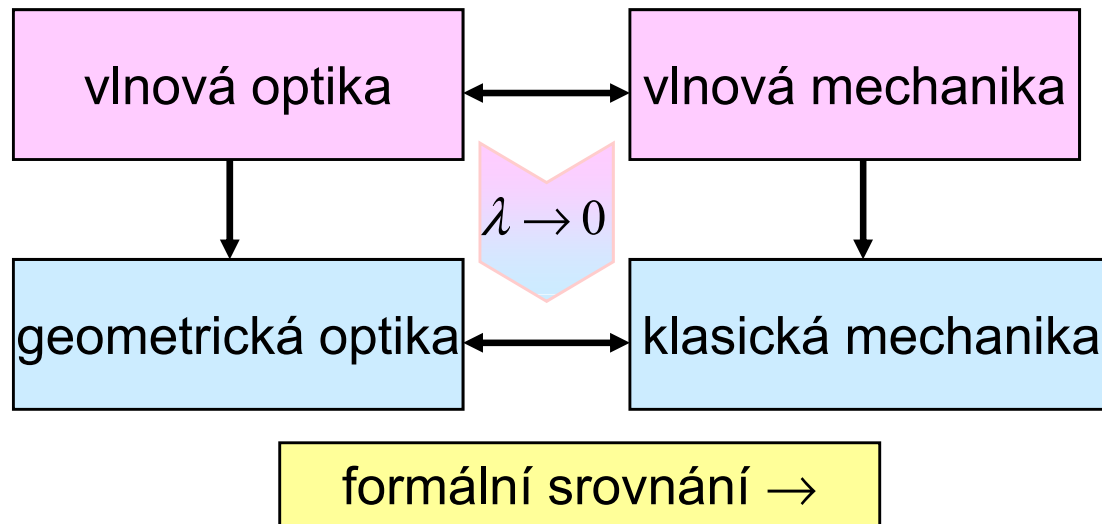 vlnová optika
vlnová mechanika
λ → 0
geometrická optika
klasická mechanika
formální srovnání →